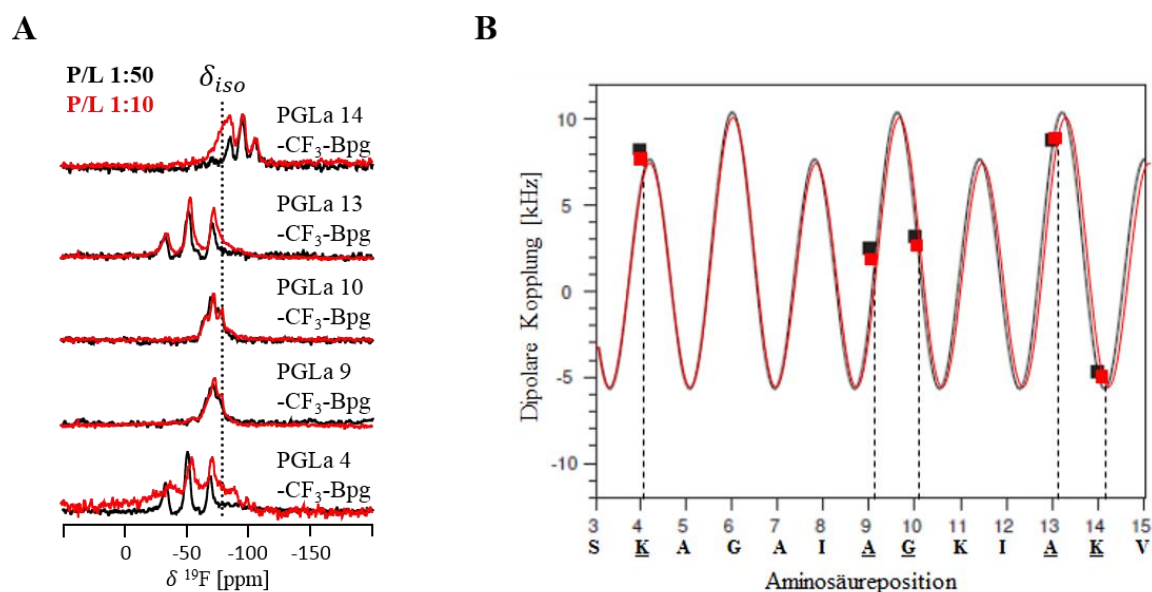 A
P/L 1:50
P/L 1:10
δiso
PGLa 14
-CF₃-Bpg
PGLa 13
-CF₃-Bpg
PGLa 10
-CF₃-Bpg
PGLa 9
-CF₃-Bpg
PGLa 4
-CF₃-Bpg
0 -50 -100 -150
δ ¹⁹F [ppm]
B
Dipolare Kopplung [kHz]
10
5
0
-5
-10
3 4 5 6 7 8 9 10 11 12 13 14 15
S K A G A I A G K I A K V
Aminosäureposition